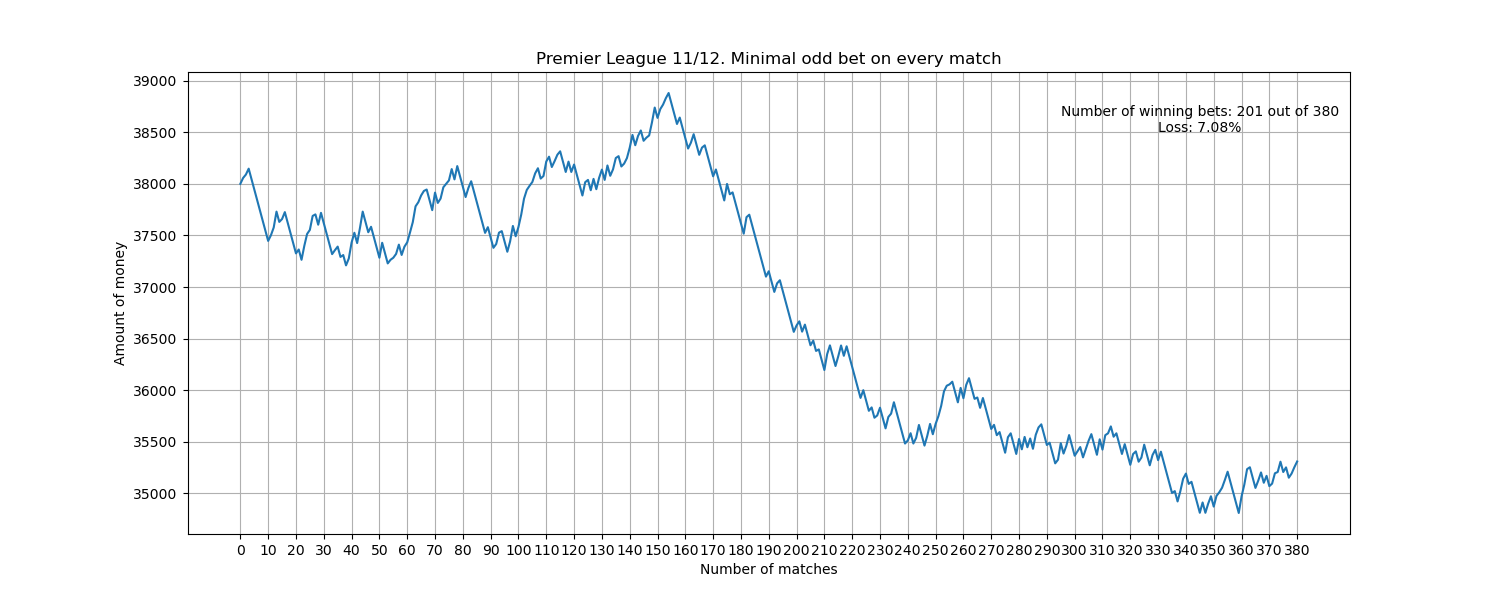 Premier League 11/12. Minimal odd bet on every match
Number of winning bets: 201 out of 380
Loss: 7.08%
Amount of money
39000
38500
38000
37500
37000
36500
36000
35500
35000
0 10 20 30 40 50 60 70 80 90 100 110 120 130 140 150 160 170 180 190 200 210 220 230 240 250 260 270 280 290 300 310 320 330 340 350 360 370 380
Number of matches